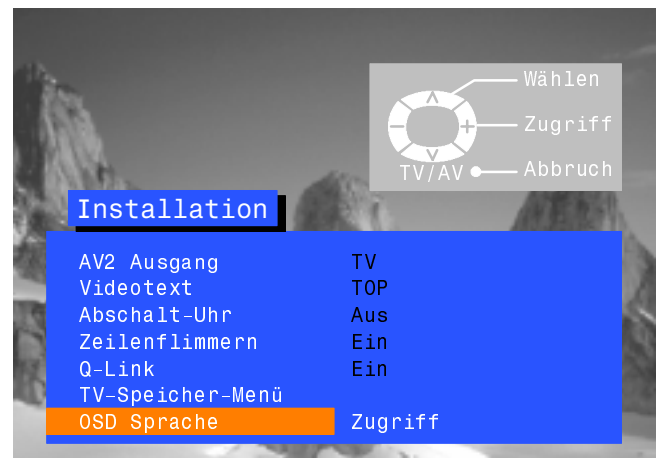 Wählen
Zugriff
TV/AV Abbruch
Installation
AV2 Ausgang TV
Videotext TOP
Abschalt-Uhr Aus
Zeilenflimmern Ein
Q-Link Ein
TV-Speicher-Menü
OSD Sprache Zugriff